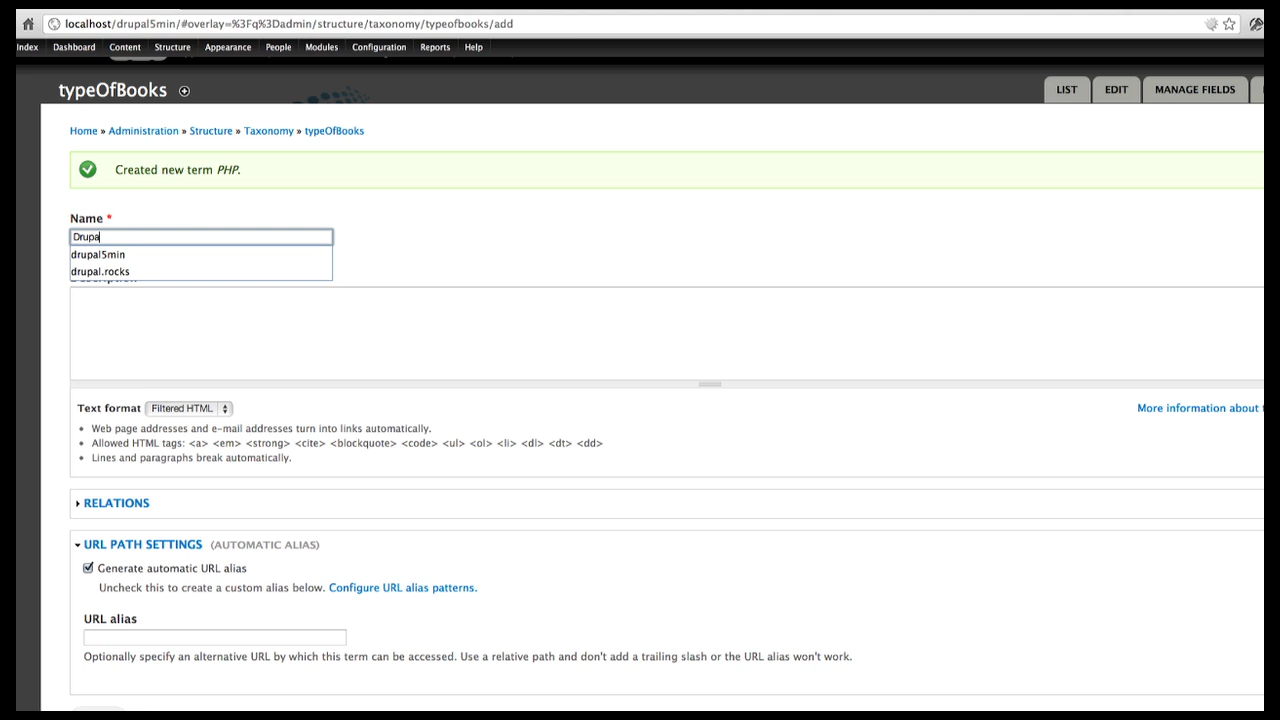 localhost/drupal5min/#overlay=%3Fq%3Dadmin/structure/taxonomy/typeofbooks/add
Index Dashboard Content Structure Appearance People Modules Configuration Reports Help
typeOfBooks
LIST EDIT MANAGE FIELDS
Home » Administration » Structure » Taxonomy » typeOfBooks
Created new term PHP.
Name *
Drupa
drupal5min
drupal.rocks
Text format Filtered HTML
More information about
• Web page addresses and e-mail addresses turn into links automatically.
• Allowed HTML tags: <a> <em> <strong> <cite> <blockquote> <code> <ul> <ol> <li> <dl> <dt> <dd>
• Lines and paragraphs break automatically.
RELATIONS
URL PATH SETTINGS (AUTOMATIC ALIAS)
Generate automatic URL alias
Uncheck this to create a custom alias below. Configure URL alias patterns.
URL alias
Optionally specify an alternative URL by which this term can be accessed. Use a relative path and don't add a trailing slash or the URL alias won't work.